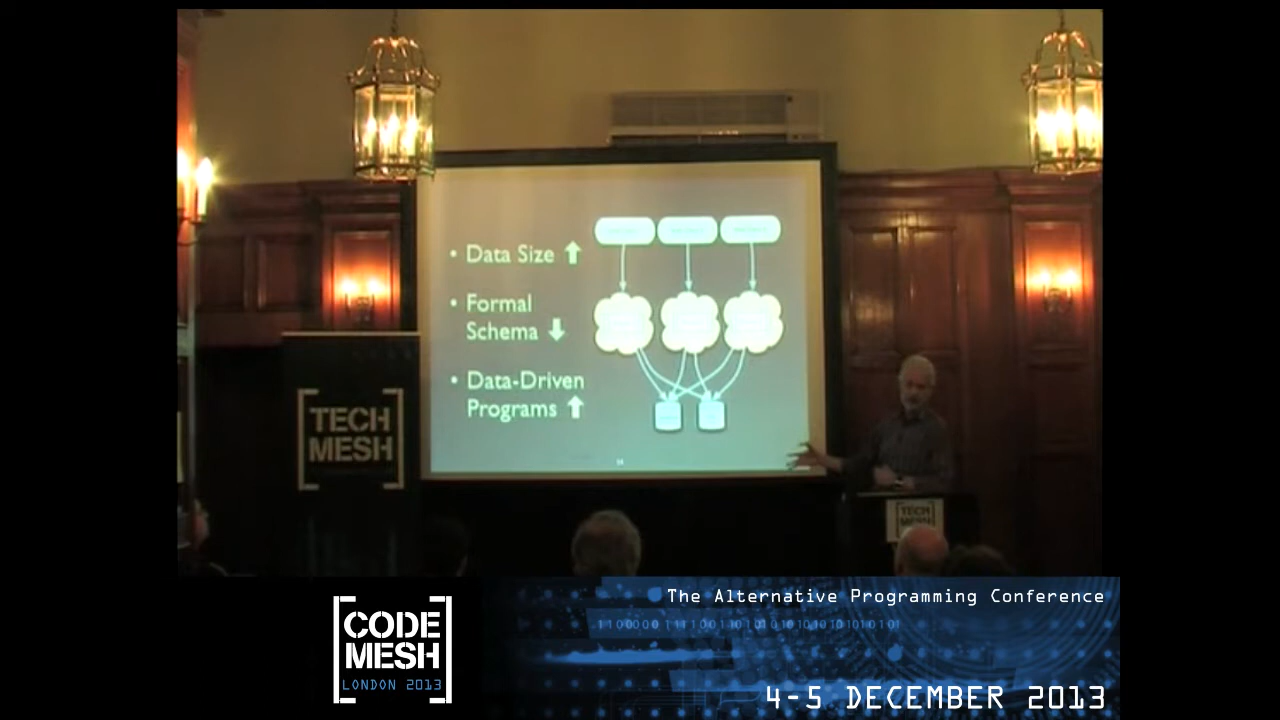 • Data Size ⬆
• Formal
Schema ⬇
• Data-Driven
Programs ⬆
TECH
MESH
TECH
MESH
CODE
MESH
LONDON 2013
The Alternative Programming Conference
4-5 DECEMBER 2013